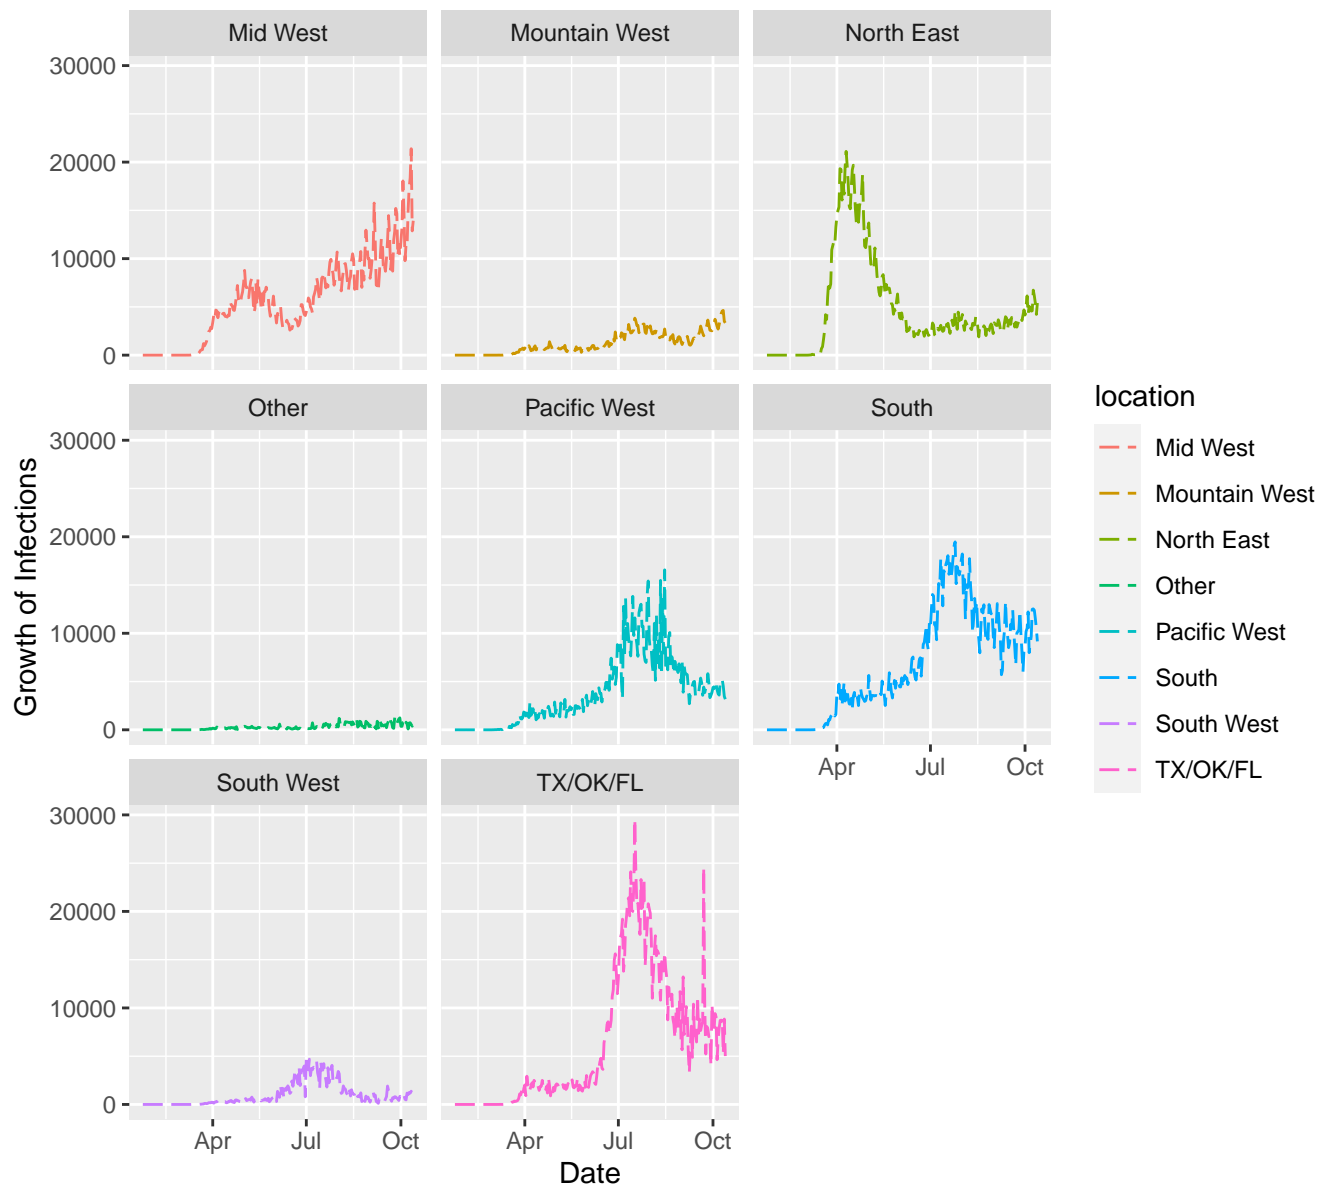 Mid West
Mountain West
North East
30000
20000
10000
0
Other
Pacific West
South
30000
20000
10000
0
Apr
Jul
Oct
South West
TX/OK/FL
30000
20000
10000
0
Apr
Jul
Oct
Apr
Jul
Oct
Date
Growth of Infections
location
Mid West
Mountain West
North East
Other
Pacific West
South
South West
TX/OK/FL